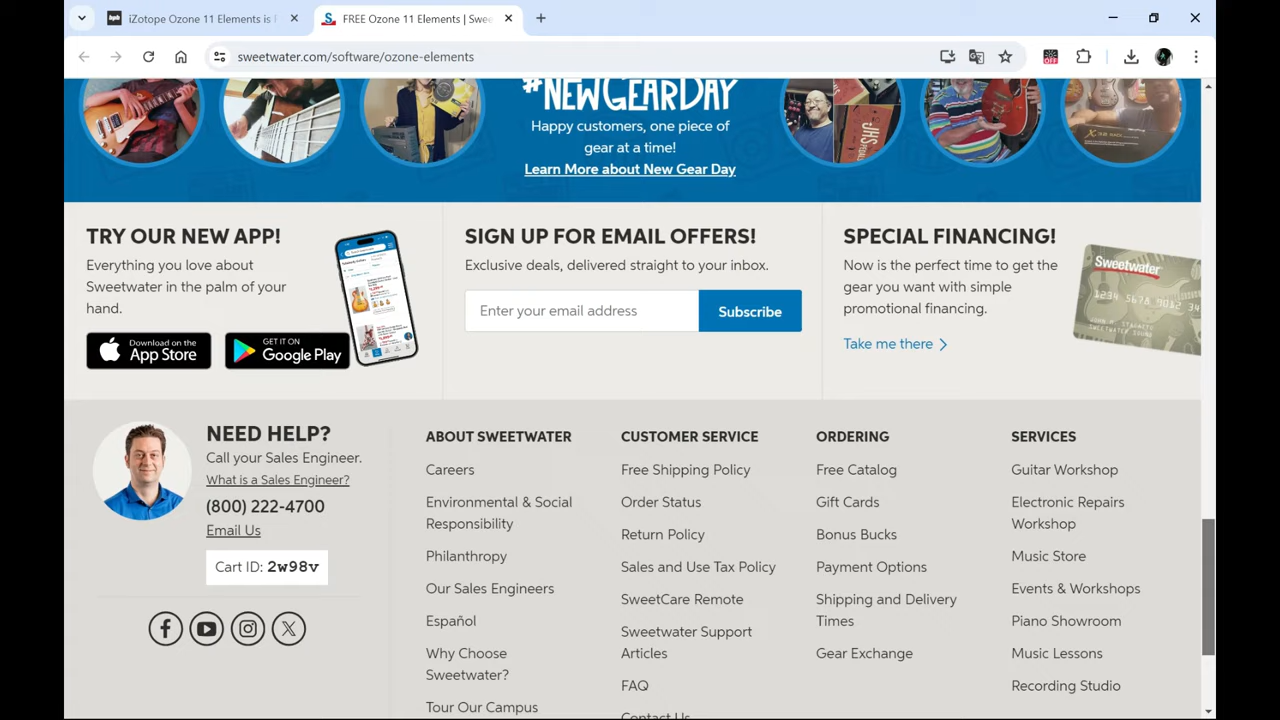 iZotope Ozone 11 Elements is
FREE Ozone 11 Elements | Swee
sweetwater.com/software/ozone-elements
OFF
#NEWGEARDAY
Happy customers, one piece of
gear at a time!
Learn More about New Gear Day
TRY OUR NEW APP!
Everything you love about
Sweetwater in the palm of your
hand.
Download on the
App Store
GET IT ON
Google Play
SIGN UP FOR EMAIL OFFERS!
Exclusive deals, delivered straight to your inbox.
Enter your email address
Subscribe
SPECIAL FINANCING!
Now is the perfect time to get the
gear you want with simple
promotional financing.
Take me there
Sweetwater
1234 5678 9012 34
NEED HELP?
Call your Sales Engineer.
What is a Sales Engineer?
(800) 222-4700
Email Us
Cart ID: 2w98v
ABOUT SWEETWATER
Careers
Environmental & Social
Responsibility
Philanthropy
Our Sales Engineers
Español
Why Choose
Sweetwater?
Tour Our Campus
CUSTOMER SERVICE
Free Shipping Policy
Order Status
Return Policy
Sales and Use Tax Policy
SweetCare Remote
Sweetwater Support
Articles
FAQ
Contact Us
ORDERING
Free Catalog
Gift Cards
Bonus Bucks
Payment Options
Shipping and Delivery
Times
Gear Exchange
SERVICES
Guitar Workshop
Electronic Repairs
Workshop
Music Store
Events & Workshops
Piano Showroom
Music Lessons
Recording Studio